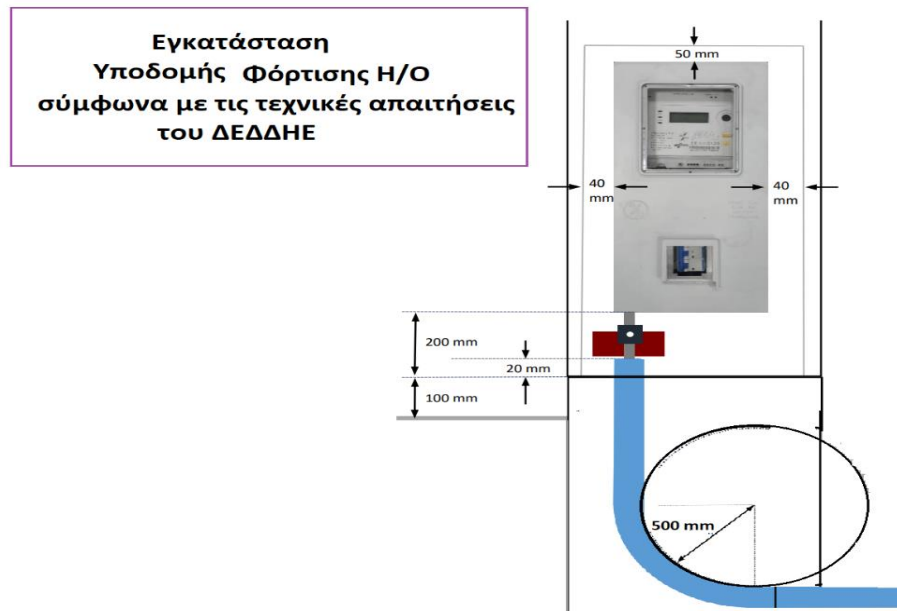 Εγκατάσταση
Υποδομής Φόρτισης Η/Ο
σύμφωνα με τις τεχνικές απαιτήσεις
του ΔΕΔΔΗΕ
50 mm
40
mm
40
mm
200 mm
20 mm
100 mm
500 mm